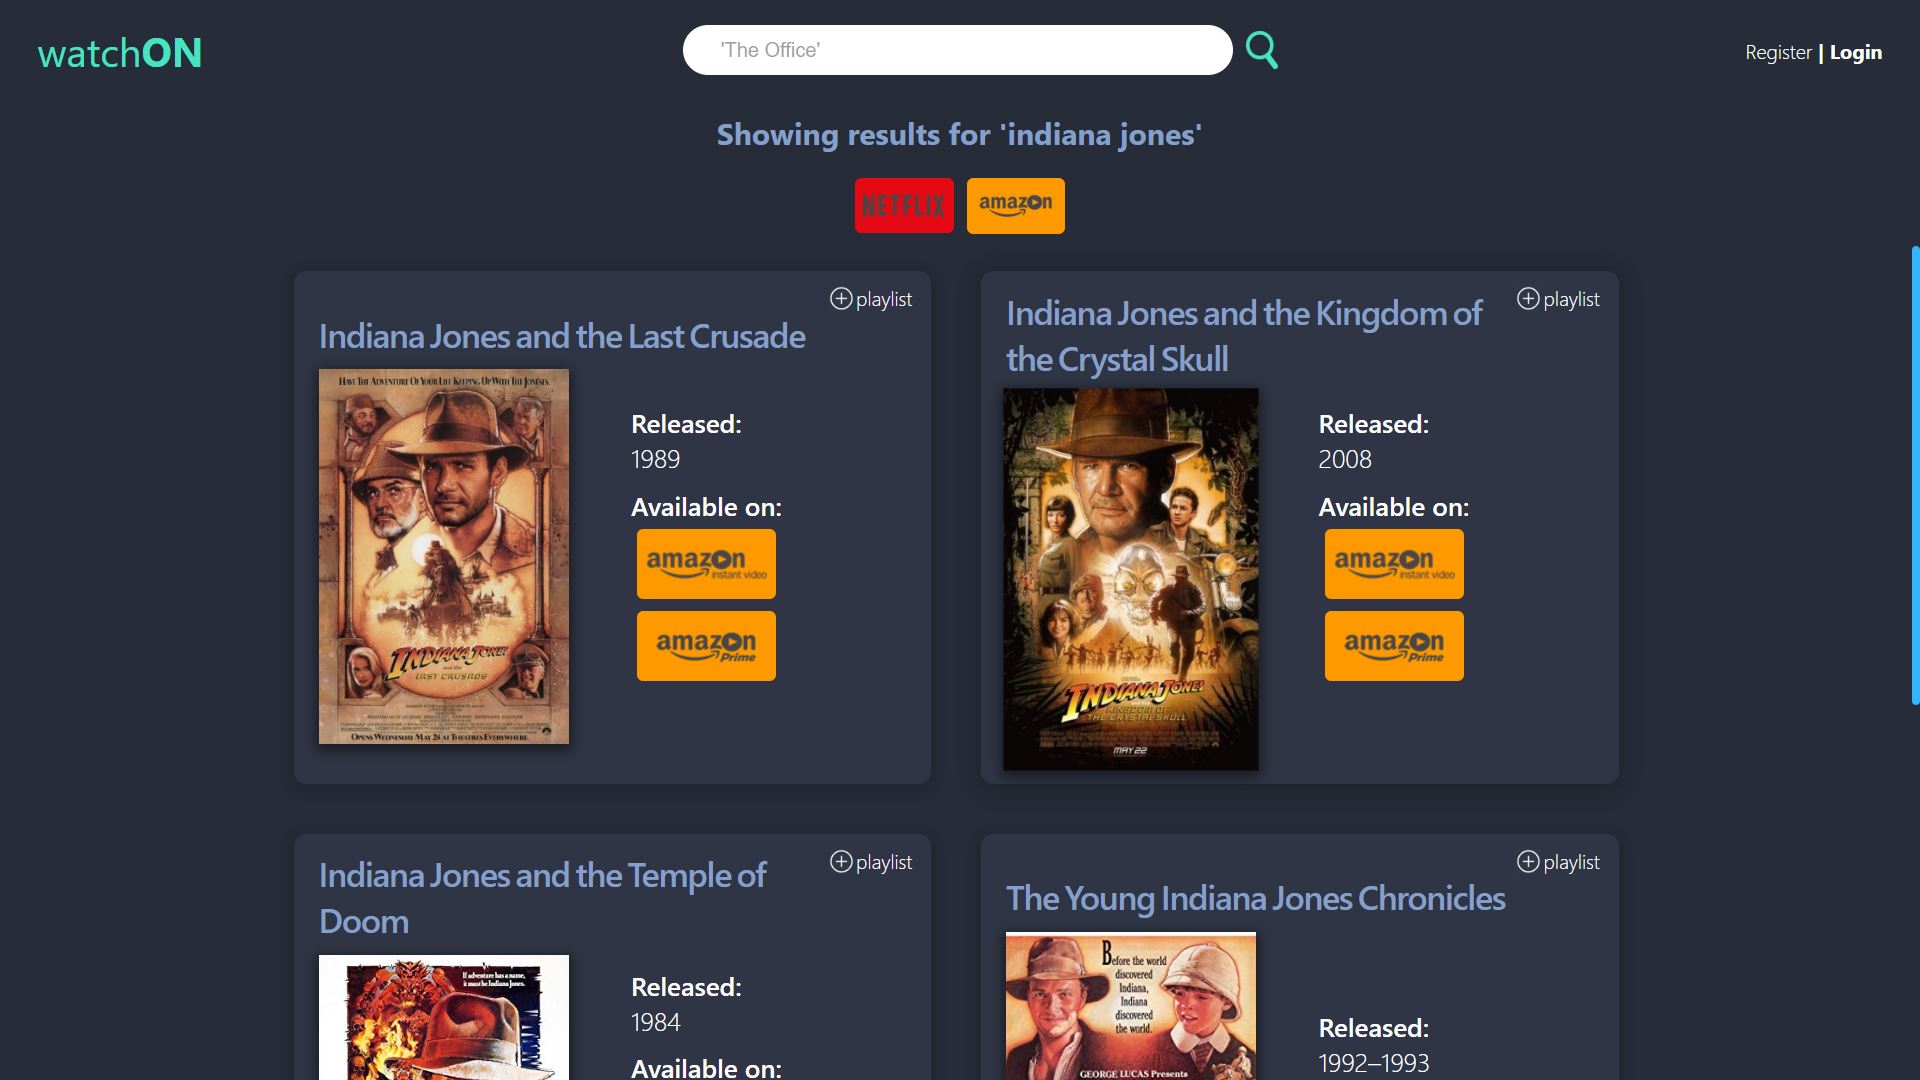 watchON
'The Office'
Register | Login
Showing results for 'indiana jones'
NETFLIX
amazon
playlist
Indiana Jones and the Last Crusade
HAVE THE ADVENTURE OF YOUR LIFE KEEPING UP WITH THE JONESES.
INDIANA JONES
and the
LAST CRUSADE
OPENS WEDNESDAY MAY 24 AT THEATRES EVERYWHERE.
Released:
1989
Available on:
amazon
instant video
amazon
Prime
playlist
Indiana Jones and the Kingdom of
the Crystal Skull
INDIANA JONES
and the
KINGDOM OF
THE CRYSTAL SKULL
MAY 22
Released:
2008
Available on:
amazon
instant video
amazon
Prime
playlist
Indiana Jones and the Temple of
Doom
If adventure has a name,
it must be Indiana Jones.
Released:
1984
Available on:
playlist
The Young Indiana Jones Chronicles
Before the world
discovered
Indiana,
Indiana
discovered
the world.
GEORGE LUCAS Presents
Released:
1992–1993